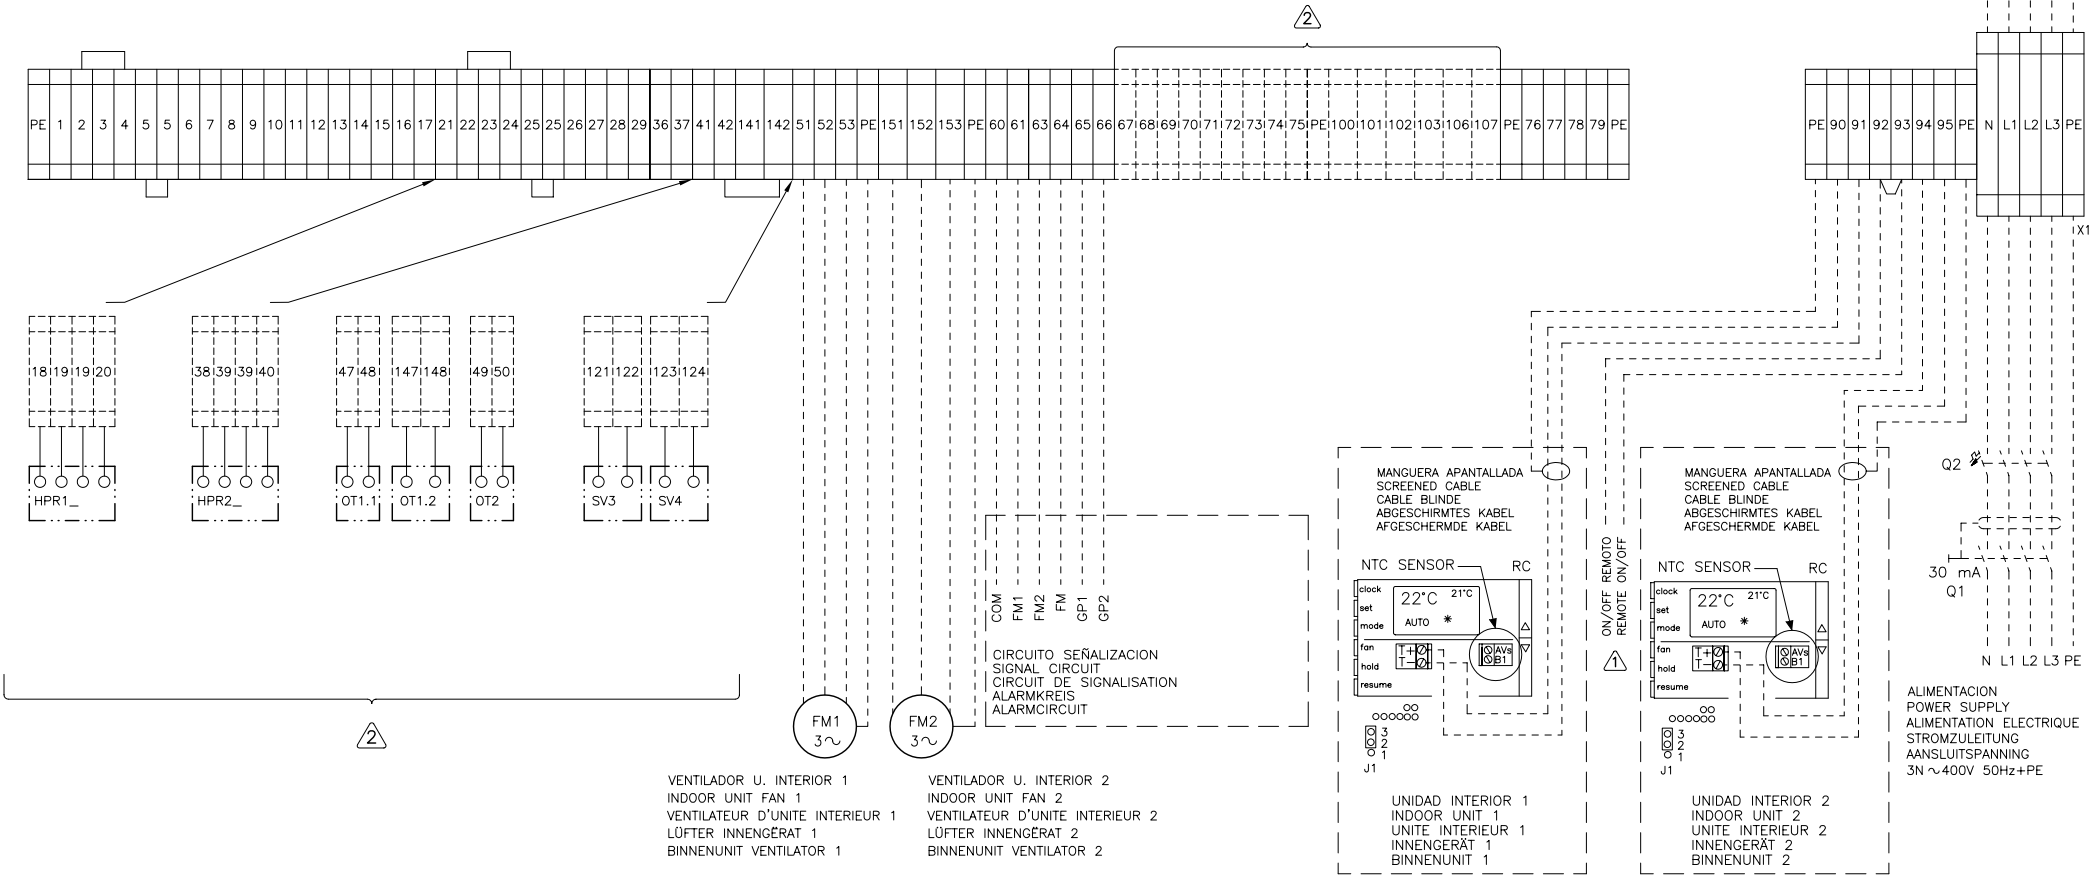 2
PE 1 2 3 4 5 5 6 7 8 9 10 11 12 13 14 15 16 17 21 22 23 24 25 25 26 27 28 29 36 37 41 42 141 142 51 52 53 PE 151 152 153 PE 60 61 63 64 65 66 67 68 69 70 71 72 73 74 75 PE 100 101 102 103 106 107 PE 76 77 78 79 PE
PE 90 91 92 93 94 95 PE N L1 L2 L3 PE
X1
18 19 19 20
38 39 39 40
47 48
147 148
49 50
121 122
123 124
HPR1_
HPR2_
OT1.1
OT1.2
OT2
SV3
SV4
2
FM1
3~
FM2
3~
VENTILADOR U. INTERIOR 1
INDOOR UNIT FAN 1
VENTILATEUR D'UNITE INTERIEUR 1
LÜFTER INNENGËRAT 1
BINNENUNIT VENTILATOR 1
VENTILADOR U. INTERIOR 2
INDOOR UNIT FAN 2
VENTILATEUR D'UNITE INTERIEUR 2
LÜFTER INNENGËRAT 2
BINNENUNIT VENTILATOR 2
COM
FM1
FM2
FM
GP1
GP2
CIRCUITO SEÑALIZACION
SIGNAL CIRCUIT
CIRCUIT DE SIGNALISATION
ALARMKREIS
ALARMCIRCUIT
MANGUERA APANTALLADA
SCREENED CABLE
CABLE BLINDE
ABGESCHIRMTES KABEL
AFGESCHERMDE KABEL
NTC SENSOR
RC
clock
set
mode
fan
hold
resume
22°C
21°C
AUTO *
T+
T-
AVs
B1
3
2
1
J1
UNIDAD INTERIOR 1
INDOOR UNIT 1
UNITE INTERIEUR 1
INNENGERÄT 1
BINNENUNIT 1
ON/OFF REMOTO
REMOTE ON/OFF
1
MANGUERA APANTALLADA
SCREENED CABLE
CABLE BLINDE
ABGESCHIRMTES KABEL
AFGESCHERMDE KABEL
NTC SENSOR
RC
clock
set
mode
fan
hold
resume
22°C
21°C
AUTO *
T+
T-
AVs
B1
3
2
1
J1
UNIDAD INTERIOR 2
INDOOR UNIT 2
UNITE INTERIEUR 2
INNENGERÄT 2
BINNENUNIT 2
Q2
30 mA
Q1
N L1 L2 L3 PE
ALIMENTACION
POWER SUPPLY
ALIMENTATION ELECTRIQUE
STROMZULEITUNG
AANSLUITSPANNING
3N ~400V 50Hz+PE